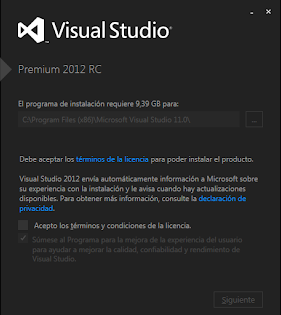 Visual Studio
Premium 2012 RC
El programa de instalación requiere 9,39 GB para:
C:\Program Files (x86)\Microsoft Visual Studio 11.0\
...
Debe aceptar los términos de la licencia para poder instalar el producto.
Visual Studio 2012 envía automáticamente información a Microsoft sobre
su experiencia con la instalación y le avisa cuando hay actualizaciones
disponibles. Para obtener más información, consulte la declaración de
privacidad.
Acepto los términos y condiciones de la licencia.
Súmese al Programa para la mejora de la experiencia del usuario
para ayudar a mejorar la calidad, confiabilidad y rendimiento de
Visual Studio.
Siguiente